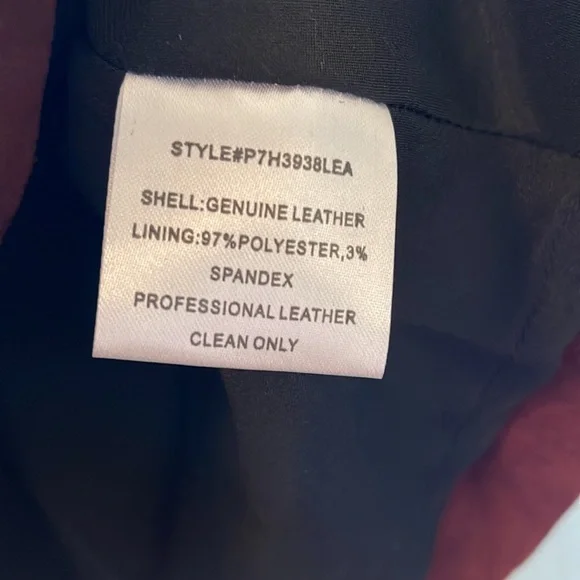 STYLE#P7H3938LEA
SHELL:GENUINE LEATHER
LINING:97%POLYESTER,3%
SPANDEX
PROFESSIONAL LEATHER
CLEAN ONLY